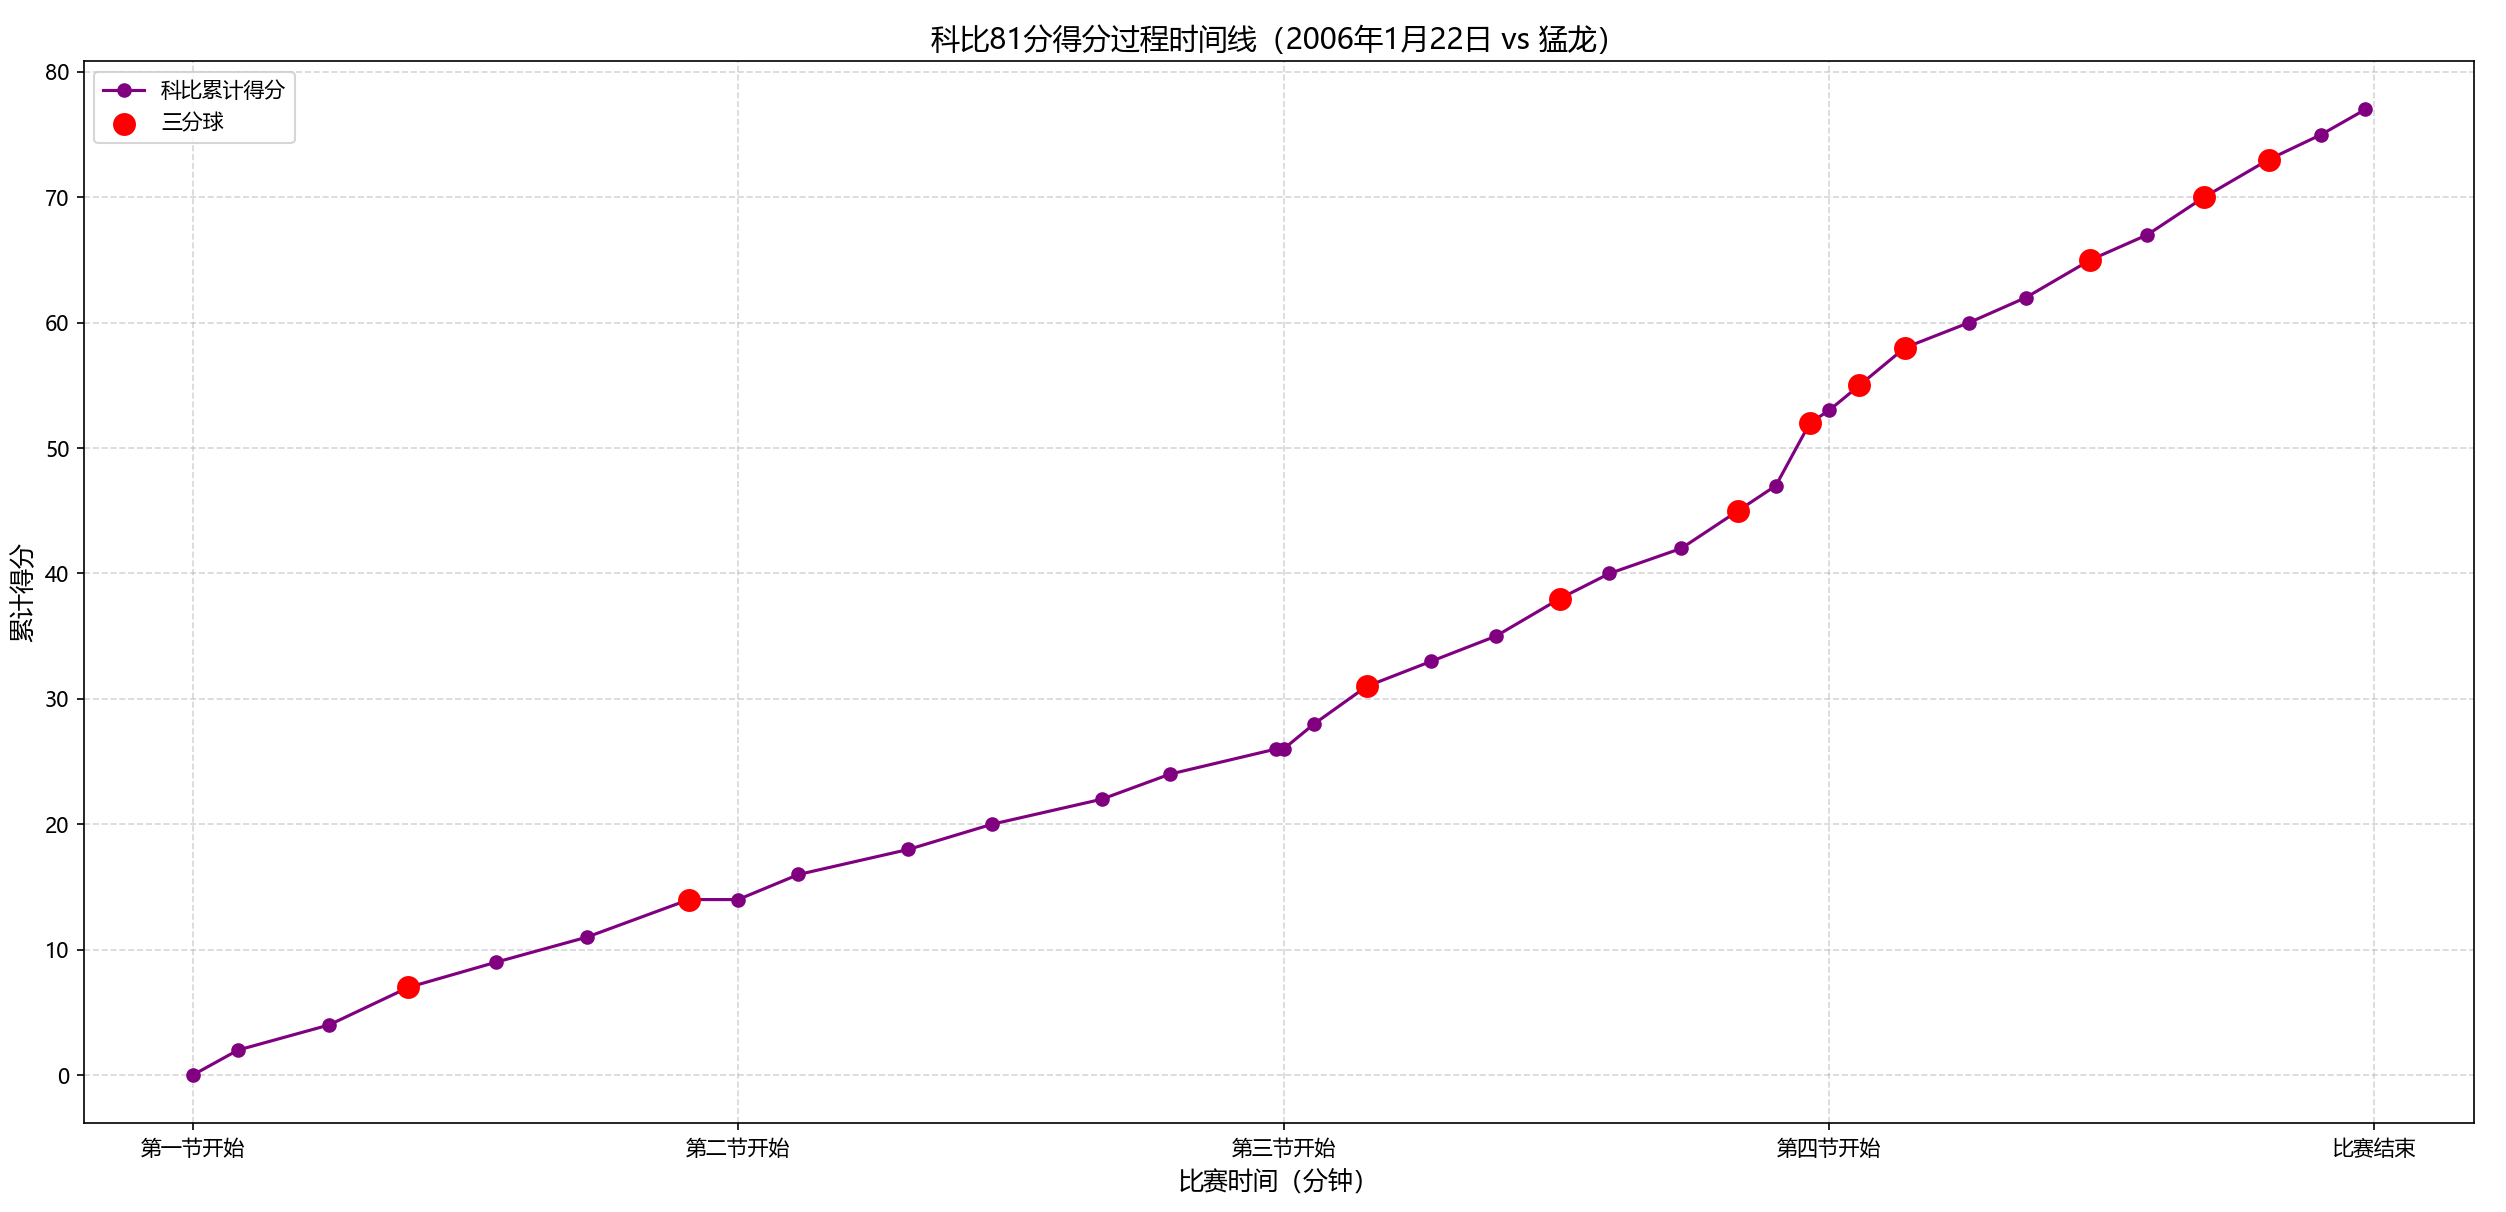 科比81分得分过程时间线（2006年1月22日 vs 猛龙）
科比累计得分
三分球
累计得分
80
70
60
50
40
30
20
10
0
第一节开始
第二节开始
第三节开始
第四节开始
比赛结束
比赛时间（分钟）